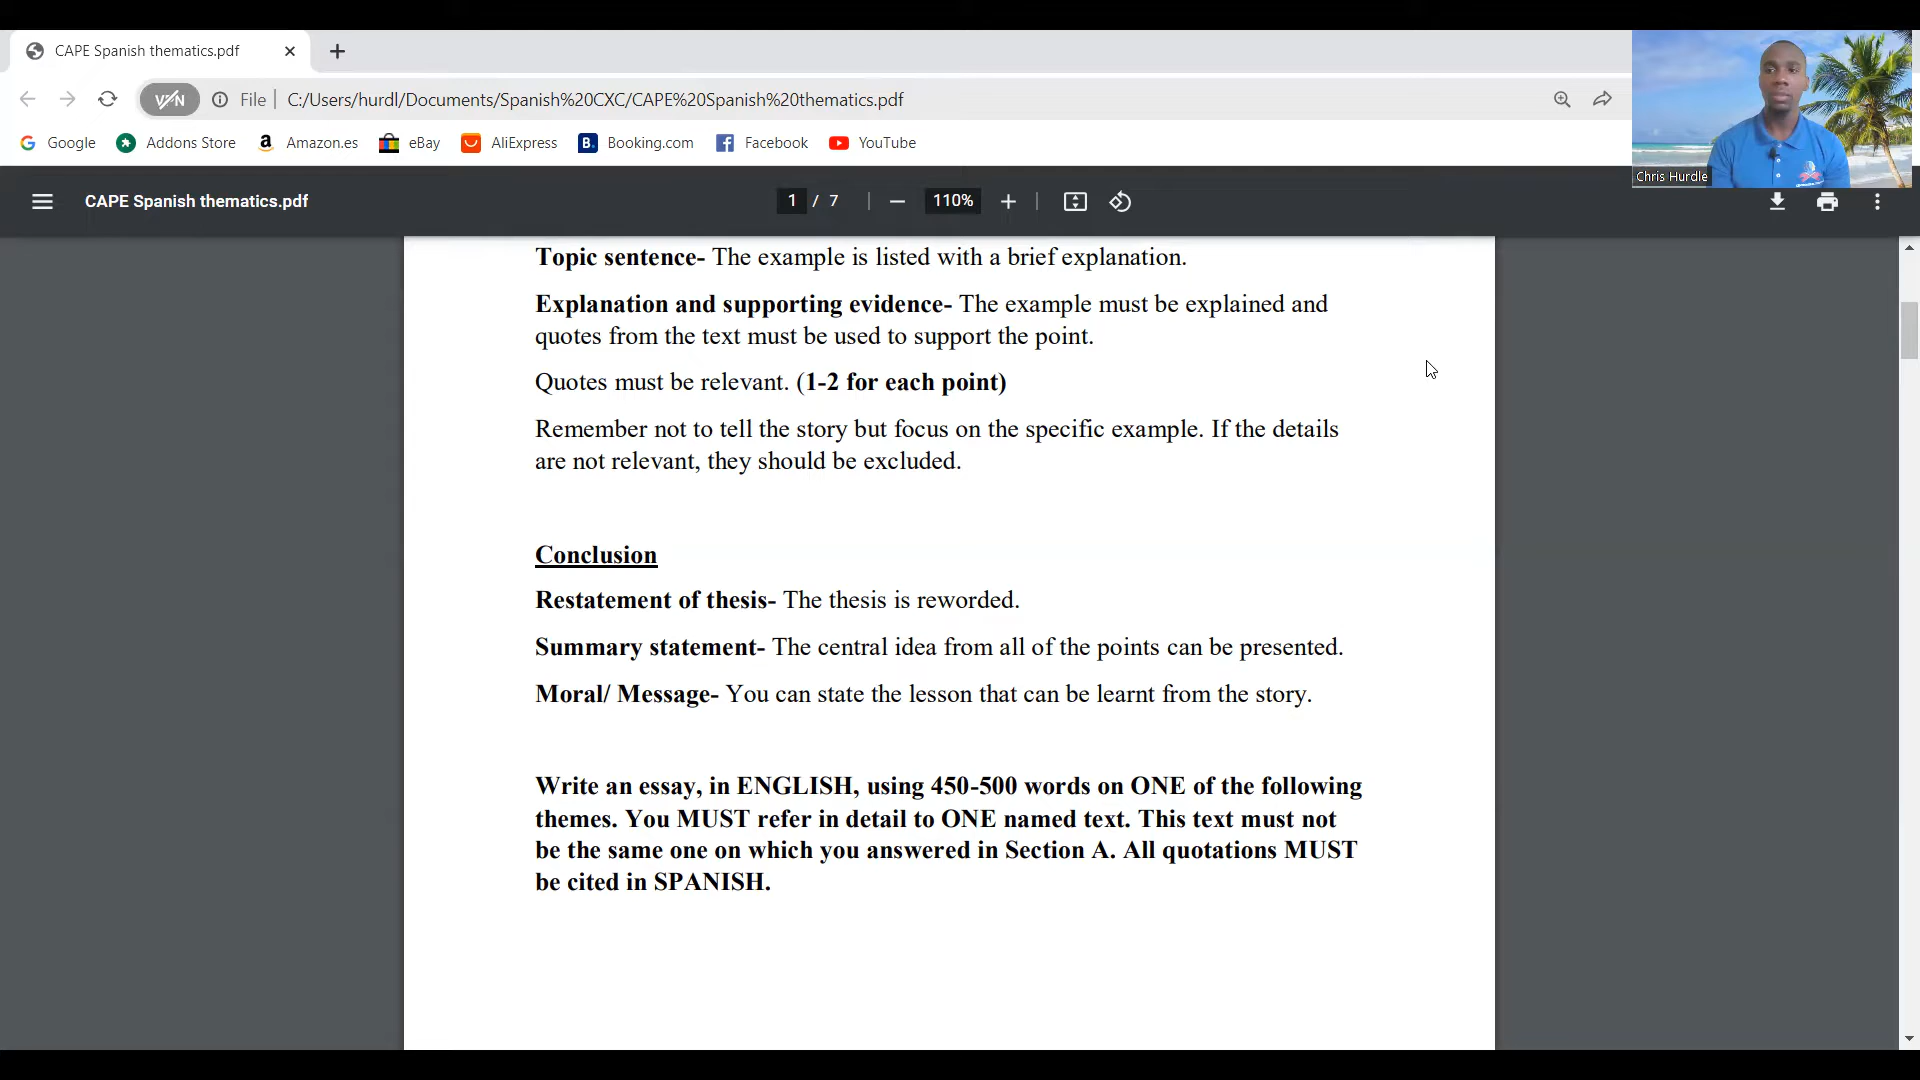 CAPE Spanish thematics.pdf
VPN
File
C:/Users/hurdl/Documents/Spanish%20CXC/CAPE%20Spanish%20thematics.pdf
Google
Addons Store
Amazon.es
eBay
AliExpress
B. Booking.com
Facebook
YouTube
Chris Hurdle
CAPE Spanish thematics.pdf
1 / 7
110%
Topic sentence- The example is listed with a brief explanation.
Explanation and supporting evidence- The example must be explained and
quotes from the text must be used to support the point.
Quotes must be relevant. (1-2 for each point)
Remember not to tell the story but focus on the specific example. If the details
are not relevant, they should be excluded.
Conclusion
Restatement of thesis- The thesis is reworded.
Summary statement- The central idea from all of the points can be presented.
Moral/ Message- You can state the lesson that can be learnt from the story.
Write an essay, in ENGLISH, using 450-500 words on ONE of the following
themes. You MUST refer in detail to ONE named text. This text must not
be the same one on which you answered in Section A. All quotations MUST
be cited in SPANISH.